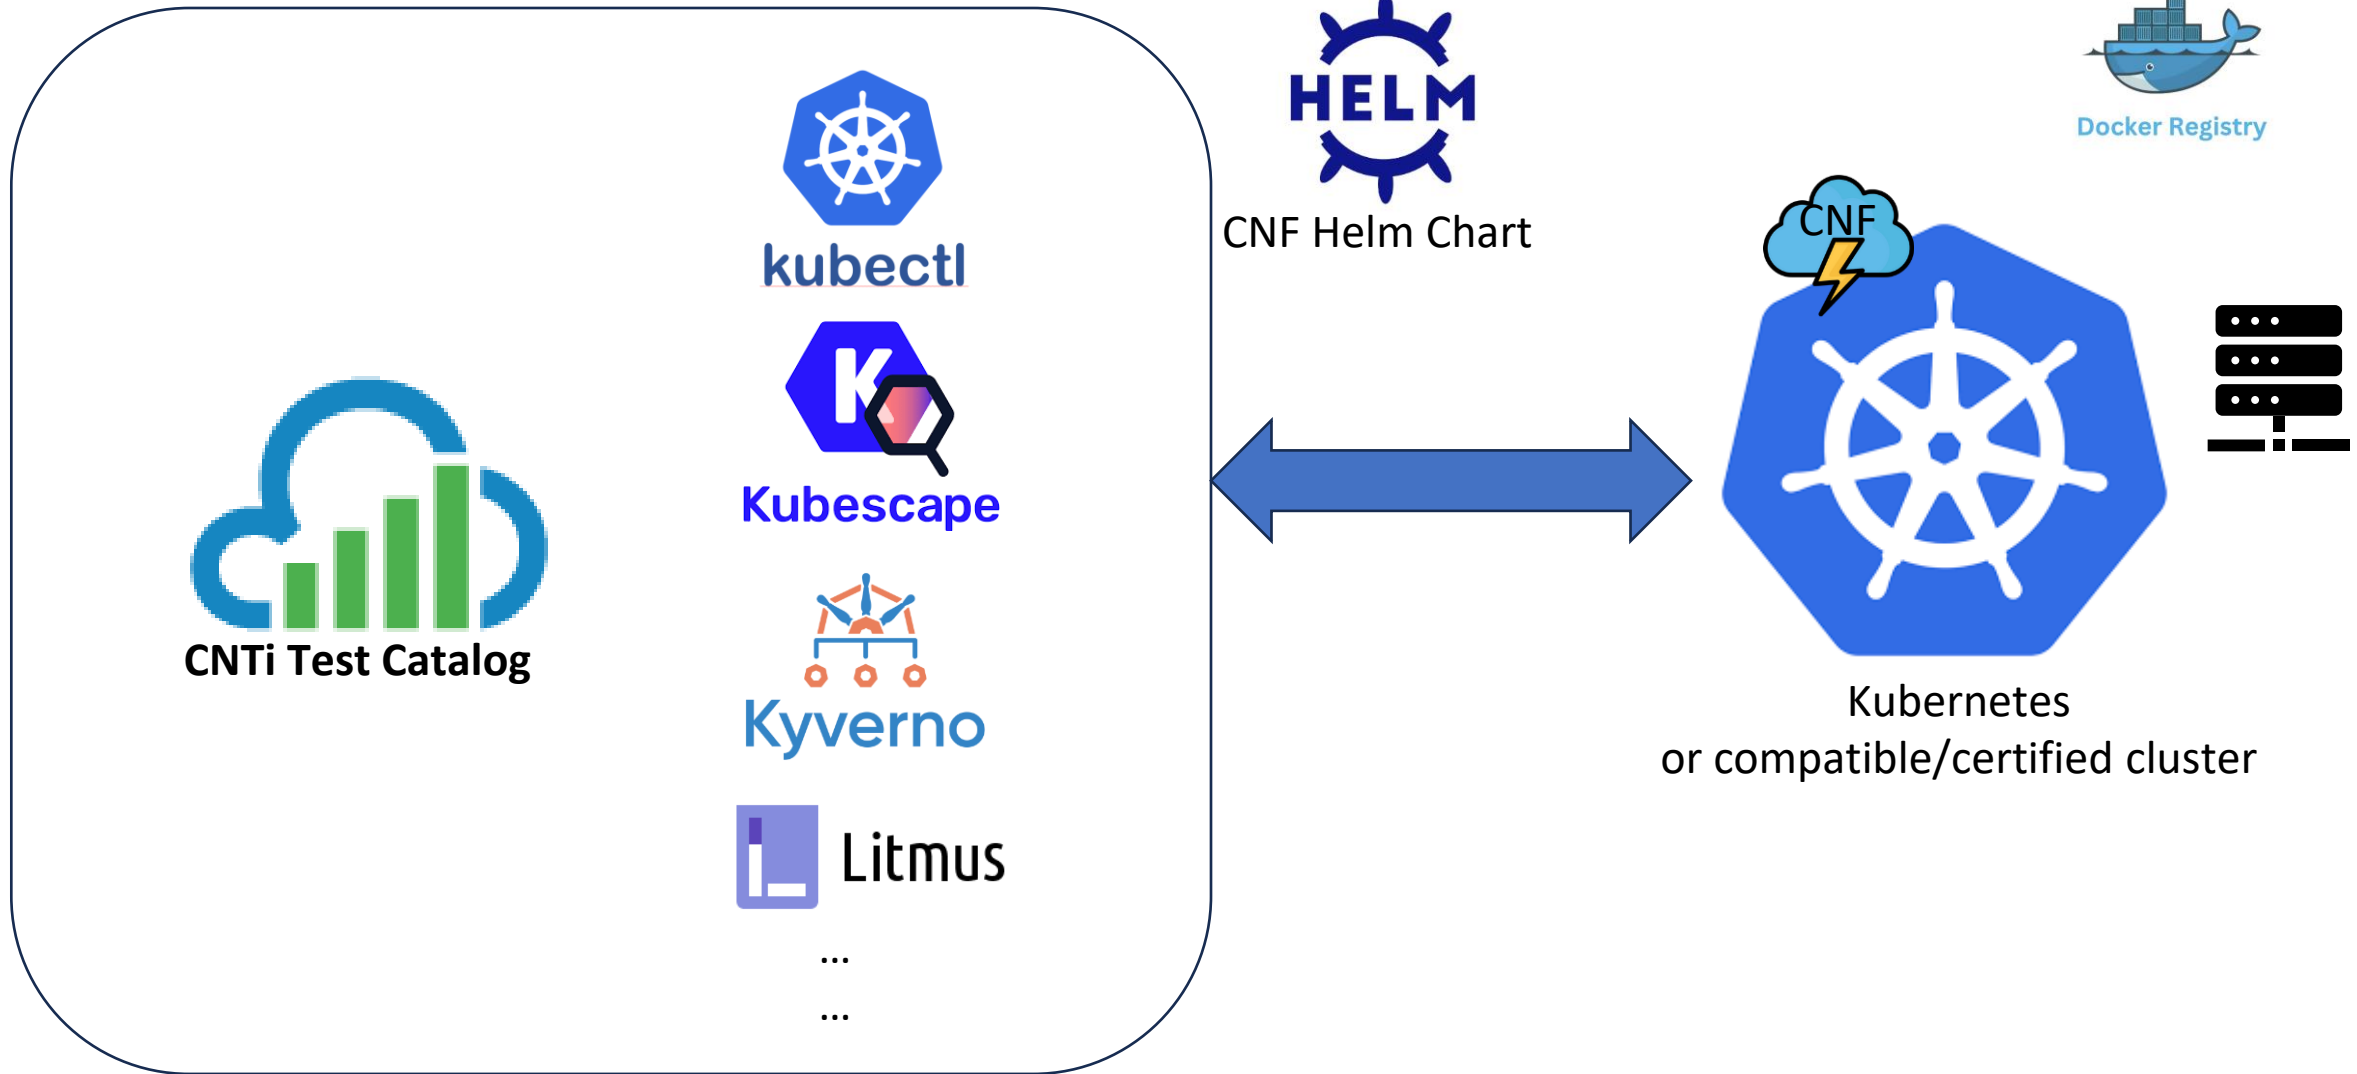 kubectl
Kubescape
Kyverno
Litmus
...
...
CNTi Test Catalog
HELM
CNF Helm Chart
Docker Registry
CNF
Kubernetes
or compatible/certified cluster